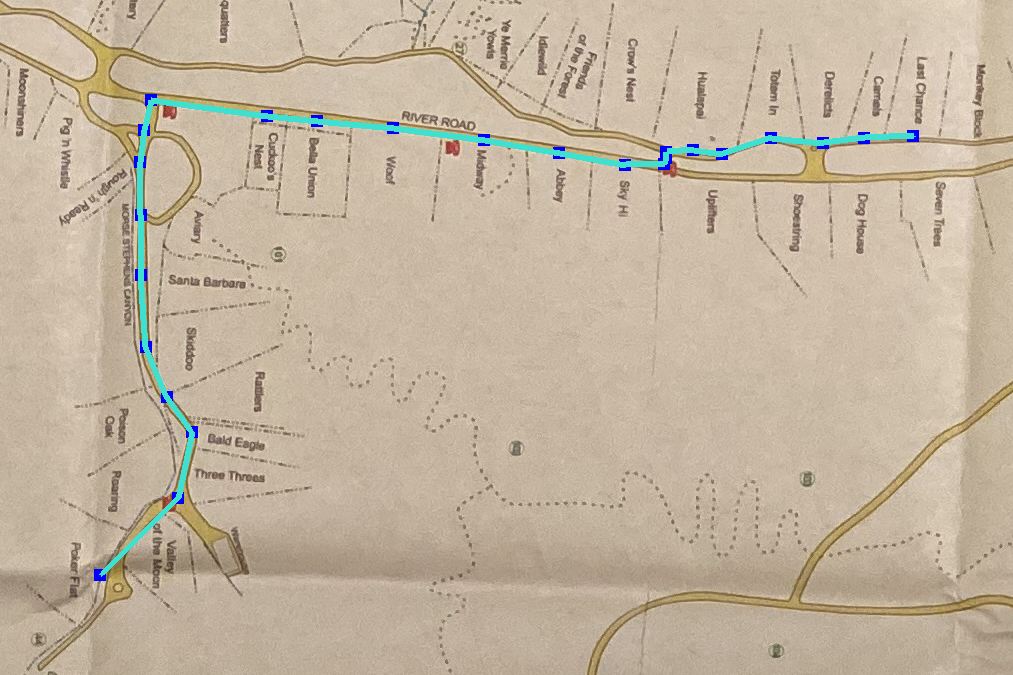 Ye Merrie
Yowls
Idlewild
Friends
of the Forest
Crow's Nest
Hualapai
Totem In
Derelicts
Camels
Last Chance
Monkey Block
Moonshiners
Pig 'n Whistle
RIVER ROAD
Cuckoo's
Nest
Bella Union
Woof
Midway
Abbey
Sky Hi
Uplifters
Shoestring
Dog House
Seven Trees
Rough 'n Ready
Aviary
MORSE STEPHENS CANYON
101
Santa Barbara
Skiddoo
Rattlers
Poison
Oak
Bald Eagle
Three Threes
Roaring
Valley
of the Moon
Poker Flat